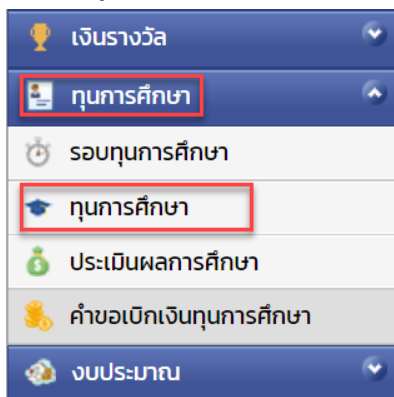 เงินรางวัล
ทุนการศึกษา
รอบทุนการศึกษา
ทุนการศึกษา
ประเมินผลการศึกษา
คำขอเบิกเงินทุนการศึกษา
งบประมาณ